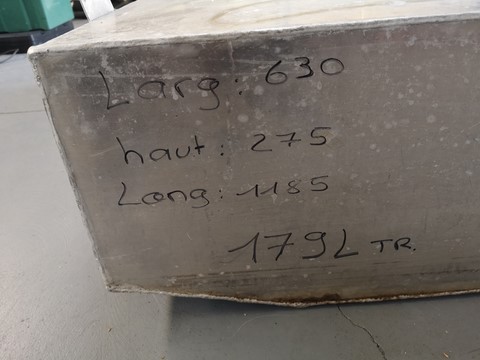 Larg: 630
haut: 275
Long: 1185
179L TR.